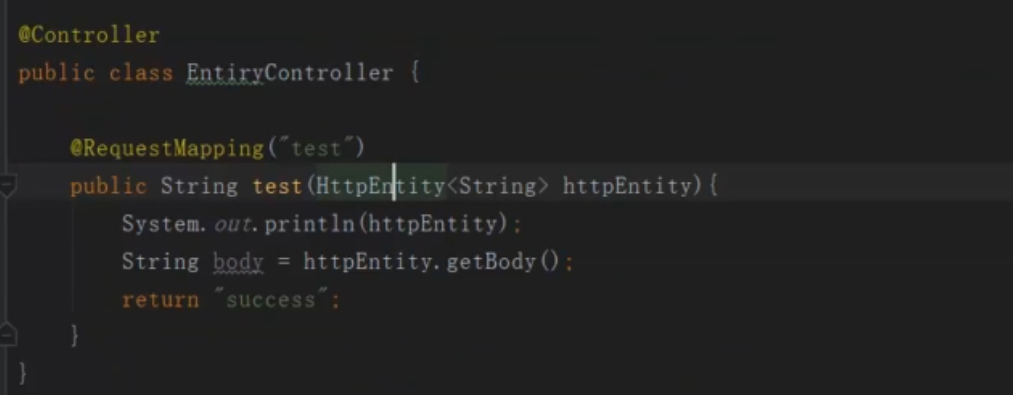 @Controller
public class EntiryController {
@RequestMapping("test")
public String test(HttpEntity<String> httpEntity){
System.out.println(httpEntity);
String body = httpEntity.getBody();
return "success";
}
}